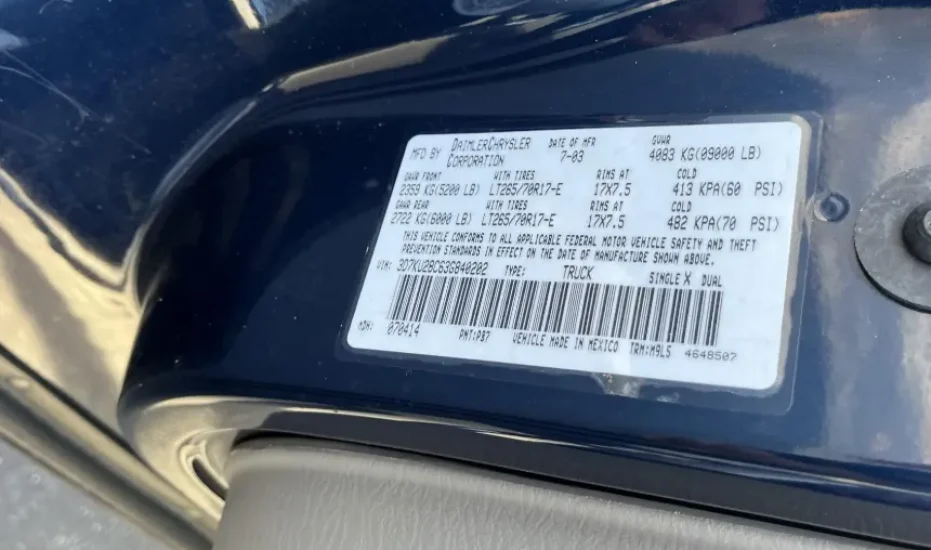 MFD BY DAIMLERCHRYSLER CORPORATION DATE OF MFR 7-03 GVWR 4083 KG(09000 LB)
GAWR FRONT WITH TIRES RIMS AT COLD
2359 KG(5200 LB) LT265/70R17-E 17X7.5 413 KPA(60 PSI)
GAWR REAR WITH TIRES RIMS AT COLD
2722 KG(6000 LB) LT265/70R17-E 17X7.5 482 KPA(70 PSI)
THIS VEHICLE CONFORMS TO ALL APPLICABLE FEDERAL MOTOR VEHICLE SAFETY AND THEFT
PREVENTION STANDARDS IN EFFECT ON THE DATE OF MANUFACTURE SHOWN ABOVE.
VIN: 3D7KU28C63G840202 TYPE: TRUCK SINGLE X DUAL
MDH: 070414 PNT:PB7 VEHICLE MADE IN MEXICO TRM:M9L5 4648507